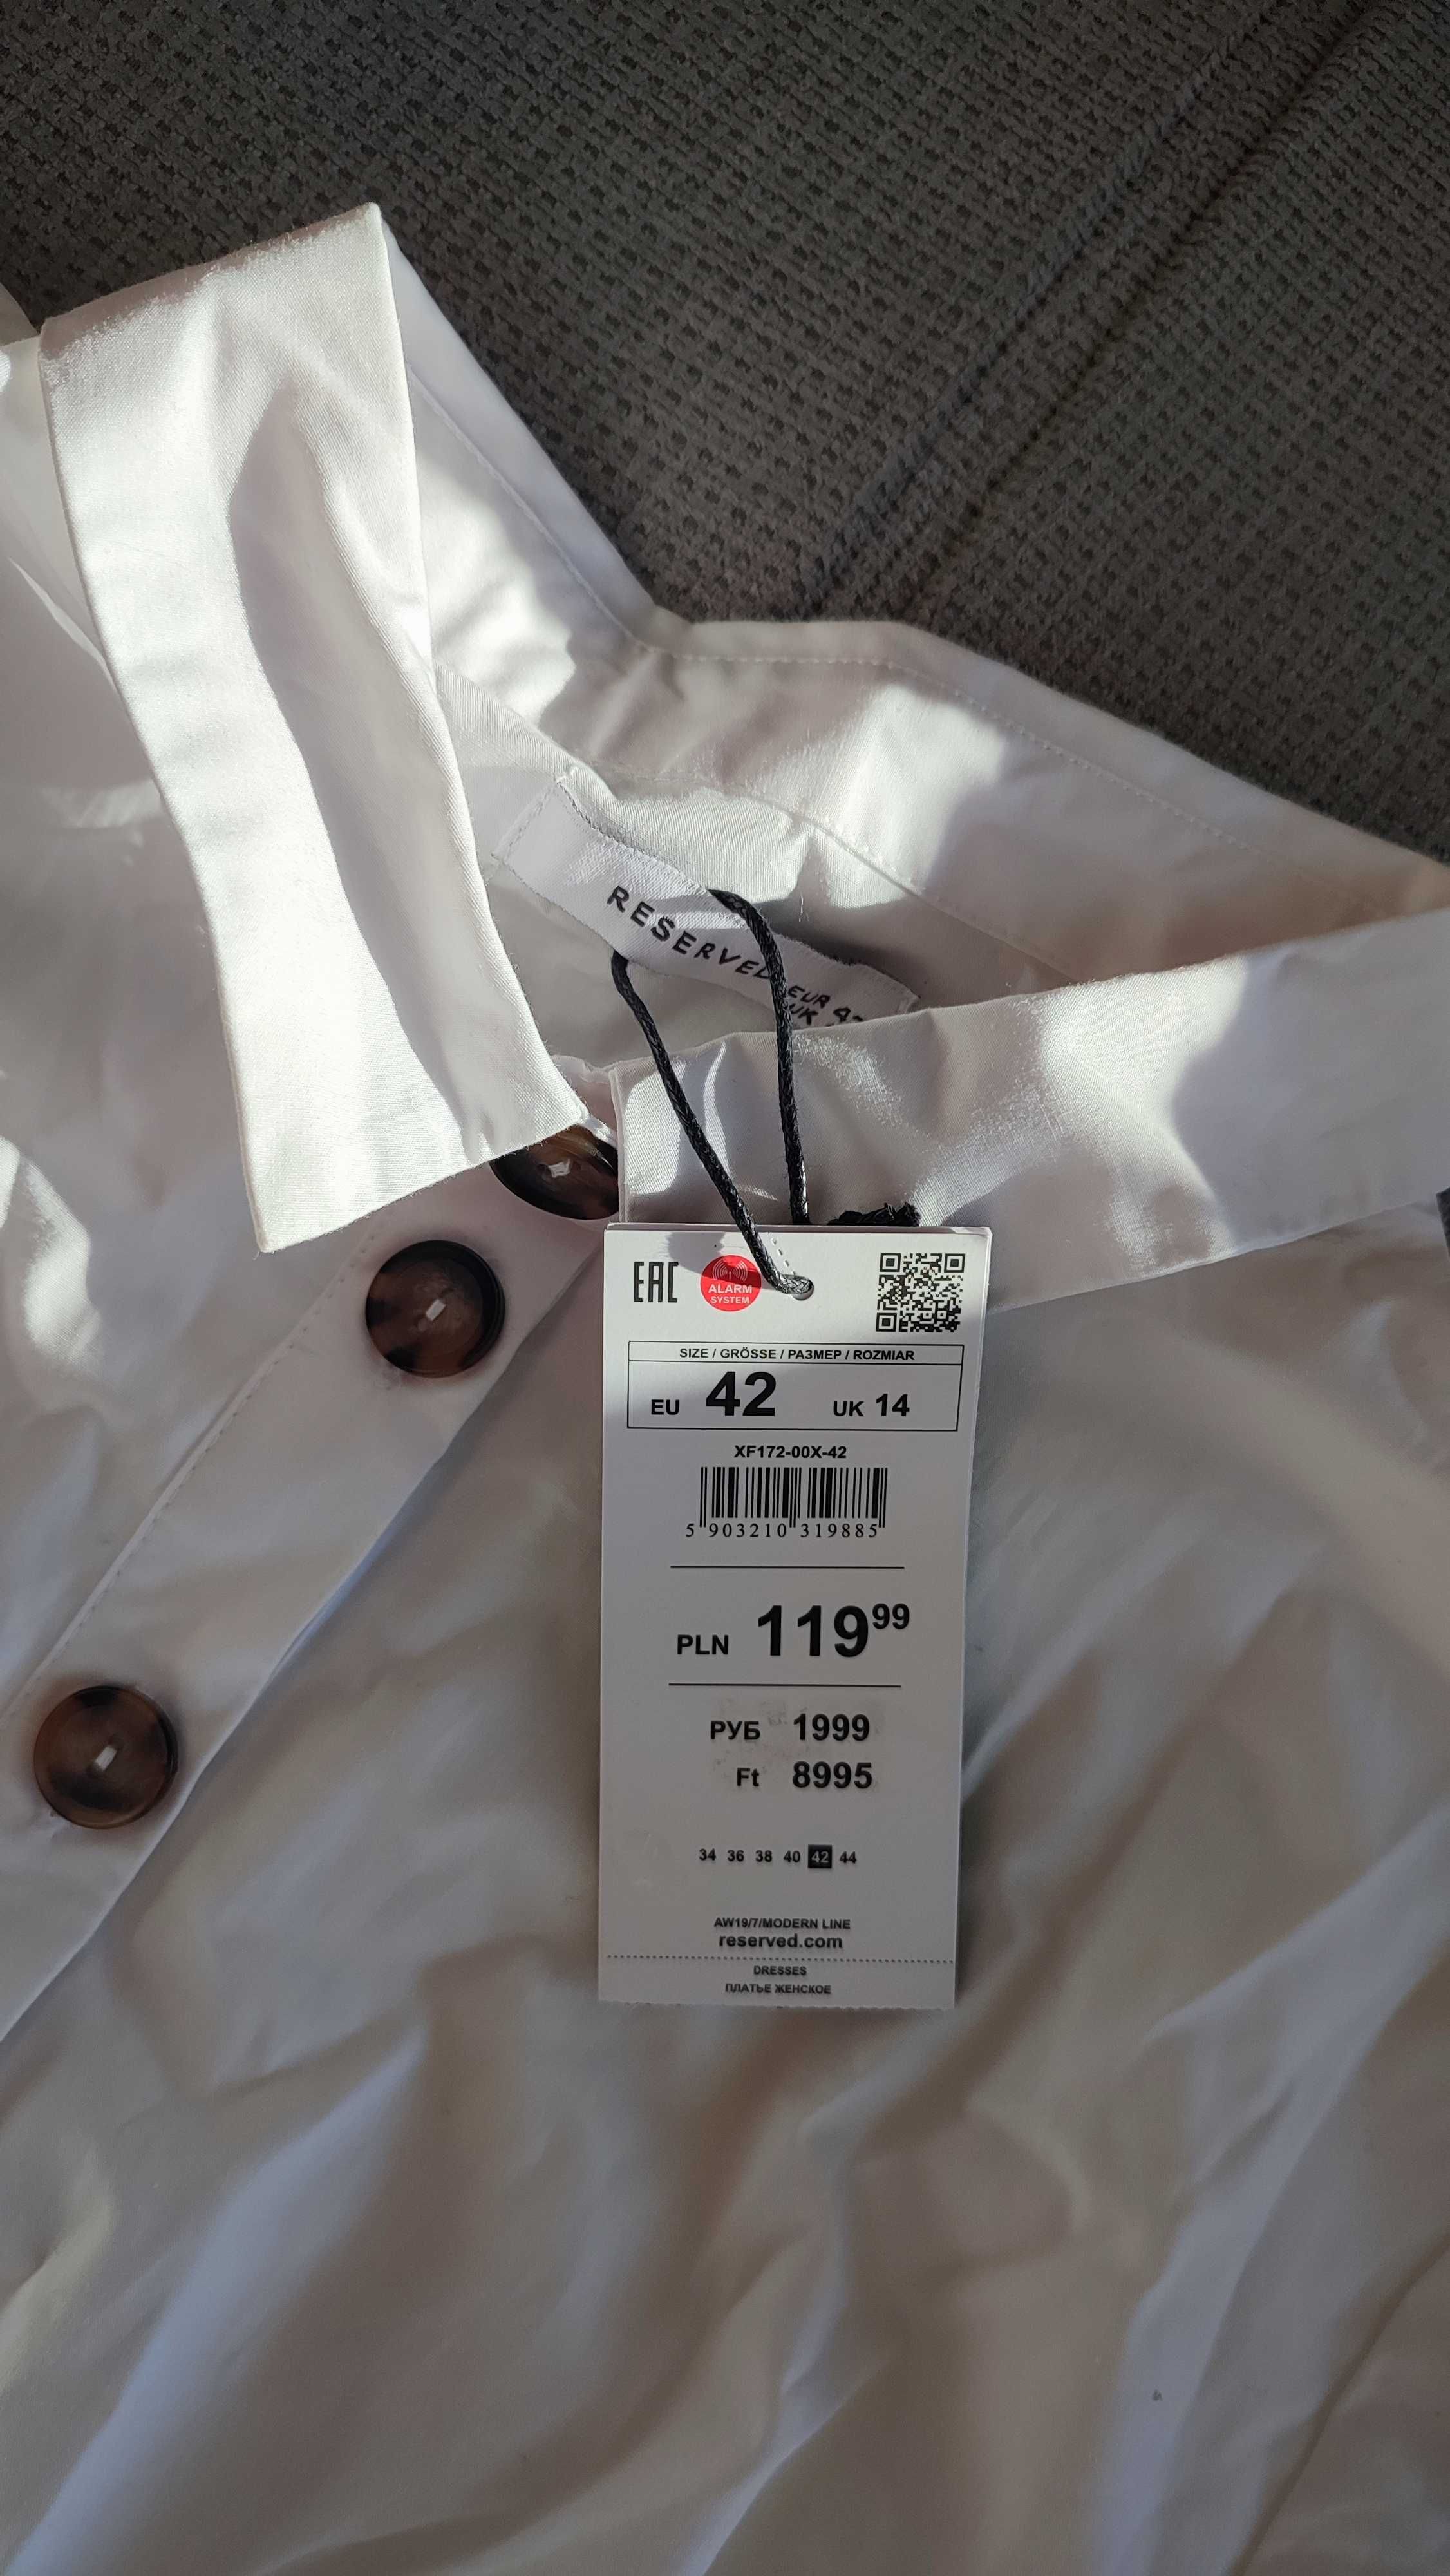 RESERVED
EUR 42
UK
EAC
ALARM
SYSTEM
SIZE / GRÖSSE / РАЗМЕР / ROZMIAR
EU 42 UK 14
XF172-00X-42
5 903210 319885
PLN 119 99
РУБ 1999
Ft 8995
34 36 38 40 42 44
AW19/7/MODERN LINE
reserved.com
DRESSES
ПЛАТЬЕ ЖЕНСКОЕ